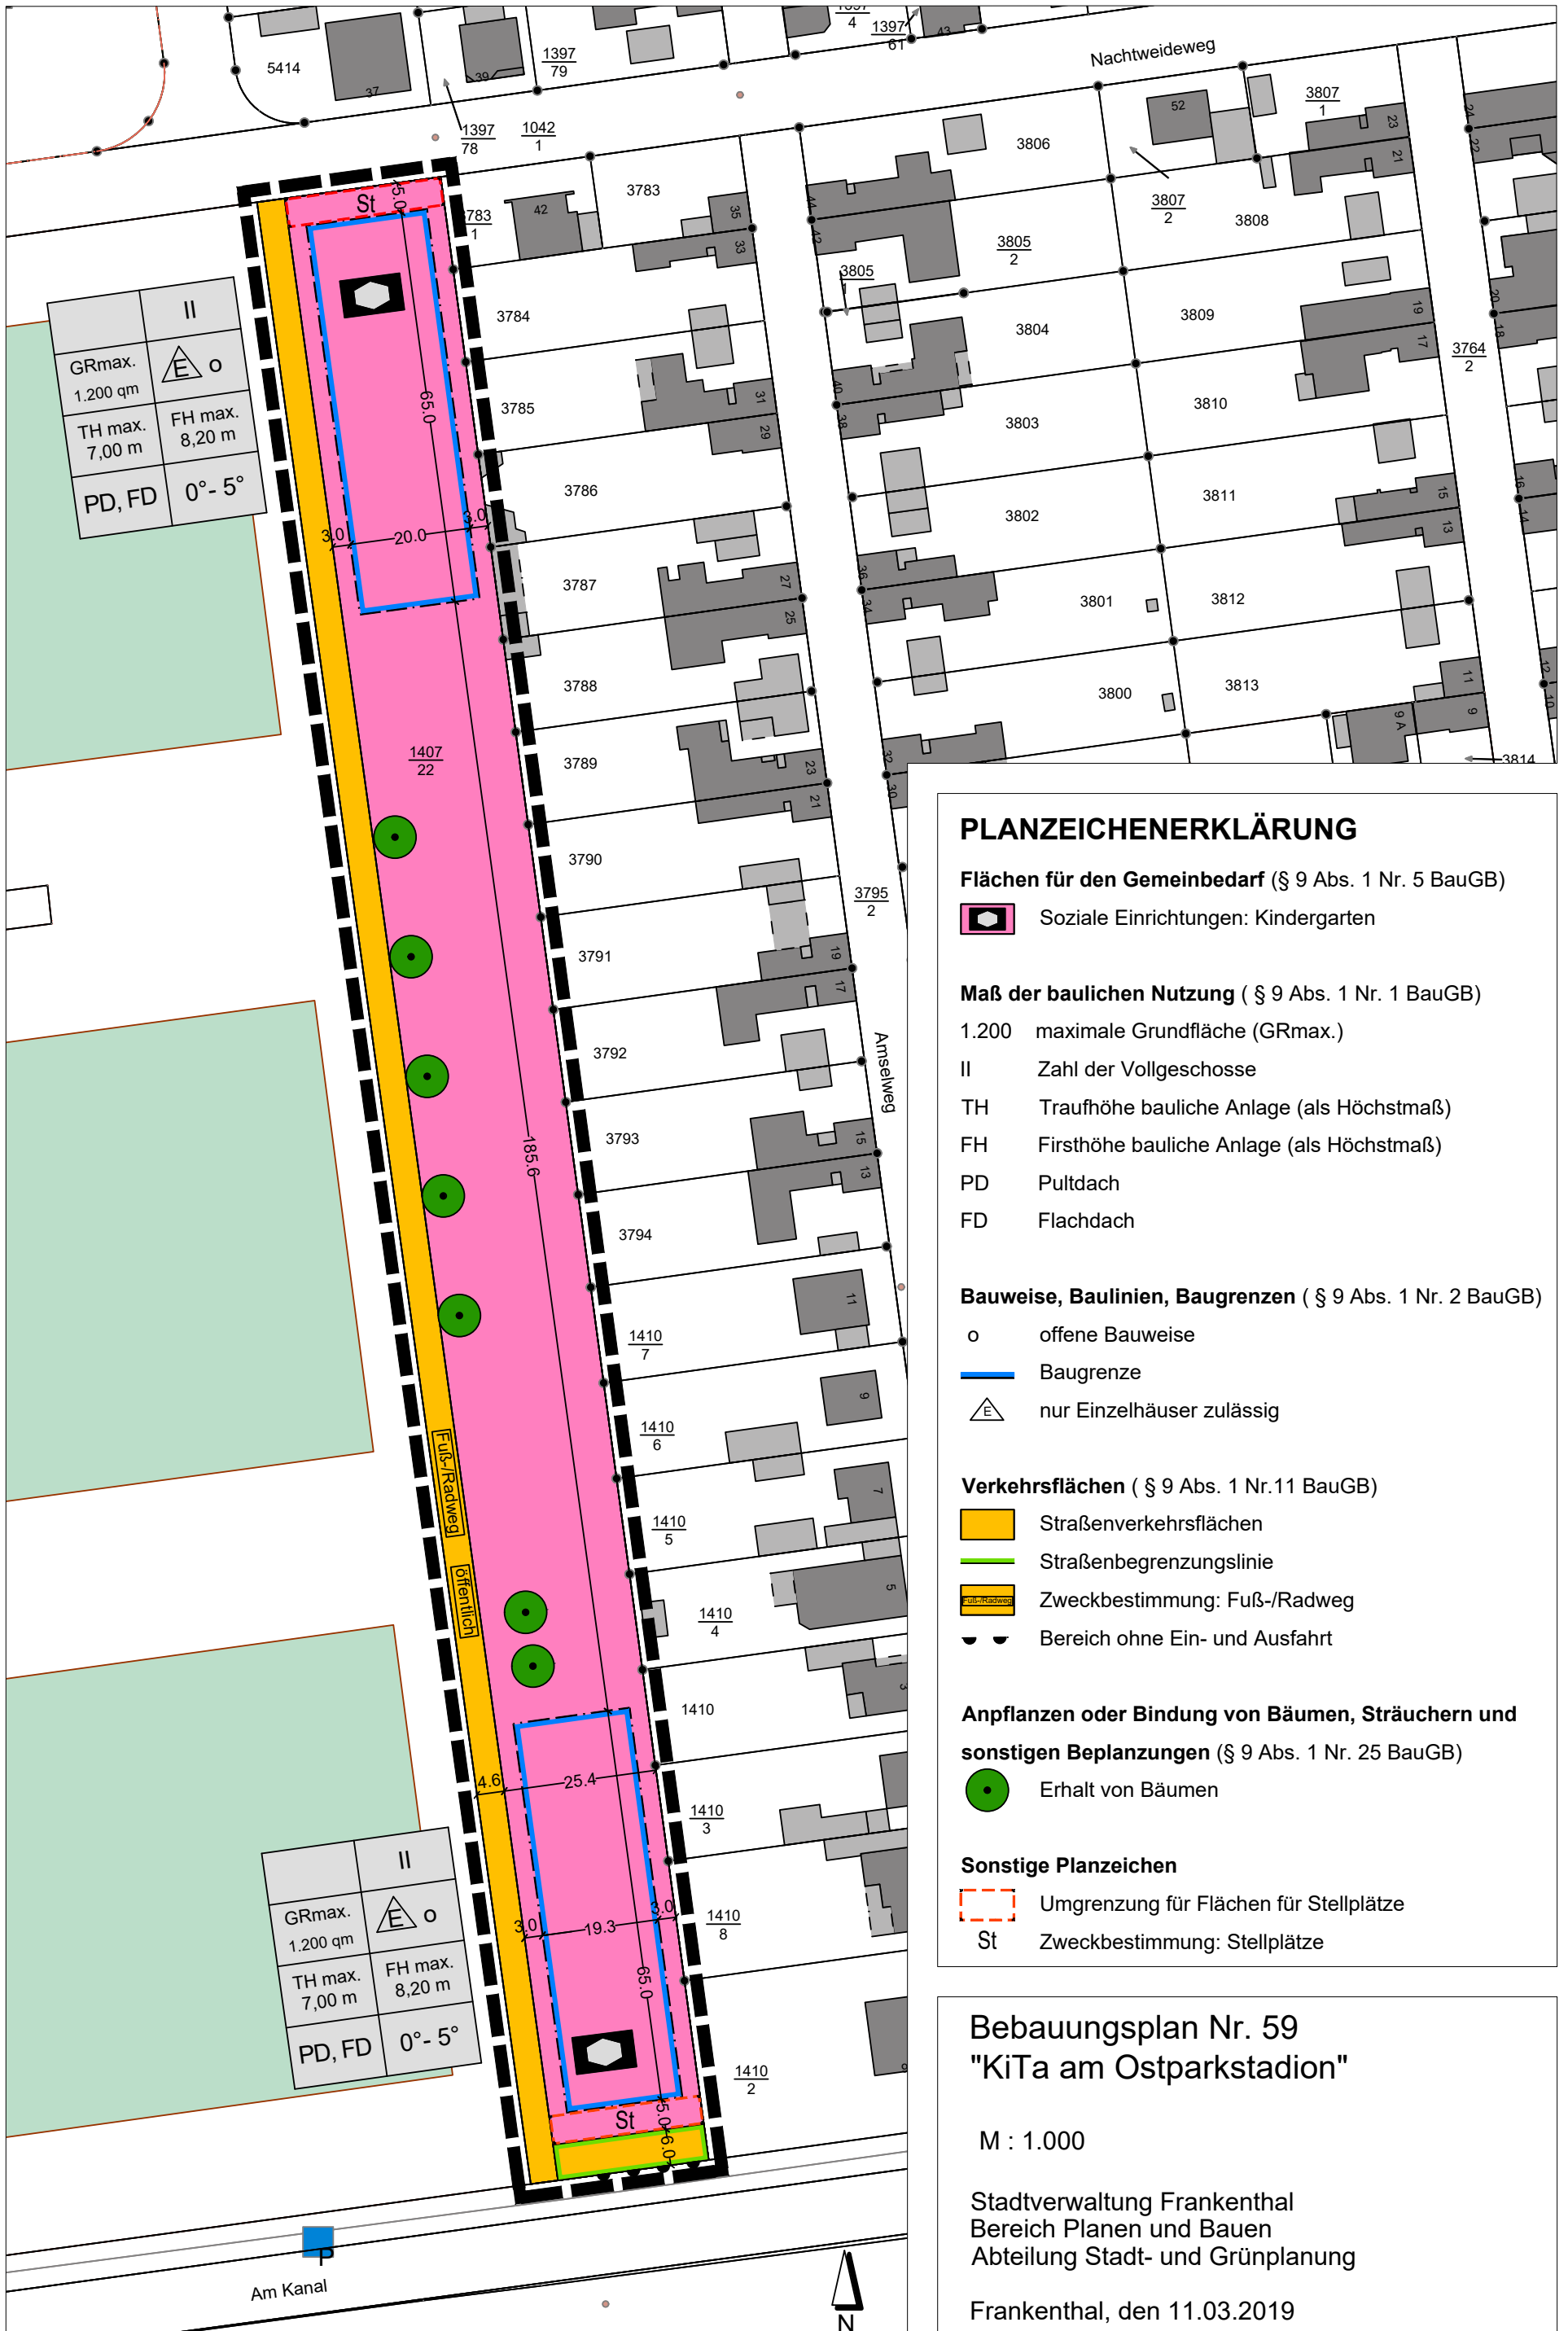 1397
4
1397
61
43
Nachtweideweg
5414
37
39
1397
79
1397
78
1042
1
3806
52
3807
1
23
21
24
22
3783
1
42
3783
35
33
44
42
3805
2
3807
2
3808
3805
1
3784
3804
3809
19
17
20
18
3764
2
3785
31
29
40
38
3803
3810
3786
3802
3811
15
13
16
14
3787
27
25
36
34
3801
3812
3788
3800
3813
11
9
9 A
12
10
3789
23
21
32
30
3814
3790
3795
2
3791
19
17
3792
Amselweg
3793
15
13
3794
11
1410
7
9
1410
6
7
1410
5
5
1410
4
3
1410
1410
3
1410
8
1410
2
St
5.0
65.0
3.0
20.0
3.0
1407
22
185.6
Fuß-/Radweg
öffentlich
4.6
25.4
3.0
19.3
3.0
65.0
St
5.0
6.0
II
GRmax.
1.200 qm
E o
TH max.
7,00 m
FH max.
8,20 m
PD, FD
0°- 5°
II
GRmax.
1.200 qm
E o
TH max.
7,00 m
FH max.
8,20 m
PD, FD
0°- 5°
P
Am Kanal
N
PLANZEICHENERKLÄRUNG
Flächen für den Gemeinbedarf (§ 9 Abs. 1 Nr. 5 BauGB)
Soziale Einrichtungen: Kindergarten
Maß der baulichen Nutzung ( § 9 Abs. 1 Nr. 1 BauGB)
1.200 maximale Grundfläche (GRmax.)
II Zahl der Vollgeschosse
TH Traufhöhe bauliche Anlage (als Höchstmaß)
FH Firsthöhe bauliche Anlage (als Höchstmaß)
PD Pultdach
FD Flachdach
Bauweise, Baulinien, Baugrenzen ( § 9 Abs. 1 Nr. 2 BauGB)
o offene Bauweise
Baugrenze
E nur Einzelhäuser zulässig
Verkehrsflächen ( § 9 Abs. 1 Nr.11 BauGB)
Straßenverkehrsflächen
Straßenbegrenzungslinie
Fuß-/Radweg Zweckbestimmung: Fuß-/Radweg
Bereich ohne Ein- und Ausfahrt
Anpflanzen oder Bindung von Bäumen, Sträuchern und
sonstigen Beplanzungen (§ 9 Abs. 1 Nr. 25 BauGB)
Erhalt von Bäumen
Sonstige Planzeichen
Umgrenzung für Flächen für Stellplätze
St Zweckbestimmung: Stellplätze
Bebauungsplan Nr. 59
"KiTa am Ostparkstadion"
M : 1.000
Stadtverwaltung Frankenthal
Bereich Planen und Bauen
Abteilung Stadt- und Grünplanung
Frankenthal, den 11.03.2019